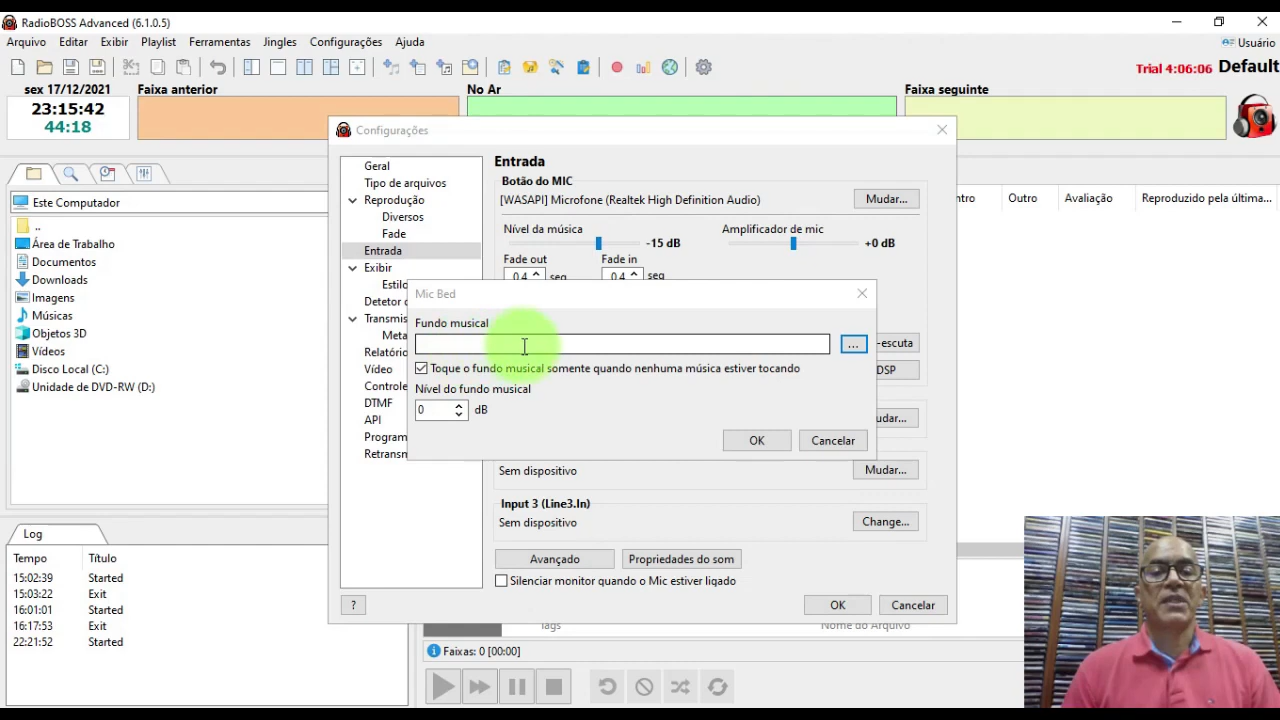 RadioBOSS Advanced (6.1.0.5)
Arquivo Editar Exibir Playlist Ferramentas Jingles Configurações Ajuda
Usuário
Trial 4:06:06 Default
sex 17/12/2021
23:15:42
44:18
Faixa anterior
No Ar
Faixa seguinte
Este Computador
..
Área de Trabalho
Documentos
Downloads
Imagens
Músicas
Objetos 3D
Vídeos
Disco Local (C:)
Unidade de DVD-RW (D:)
Outro Avaliação Reproduzido pela última...
Configurações
Geral
Tipo de arquivos
Reprodução
Diversos
Fade
Entrada
Exibir
Estilo
Detetor
Transmis
Meta
Relatório
Vídeo
Controle
DTMF
API
Program
Retransm
Entrada
Botão do MIC
[WASAPI] Microfone (Realtek High Definition Audio)
Mudar...
Nível da música
-15 dB
Amplificador de mic
+0 dB
Fade out
0.4 seg
Fade in
0.4 seg
-escuta
DSP
udar...
Mic Bed
Fundo musical
...
Toque o fundo musical somente quando nenhuma música estiver tocando
Nível do fundo musical
0 dB
OK Cancelar
Sem dispositivo
Mudar...
Input 3 (Line3.In)
Sem dispositivo
Change...
Avançado Propriedades do som
Silenciar monitor quando o Mic estiver ligado
? OK Cancelar
Log
Tempo Título
15:02:39 Started
15:03:22 Exit
16:01:01 Started
16:17:53 Exit
22:21:52 Started
Tags
Nome do Arquivo
Faixas: 0 [00:00]